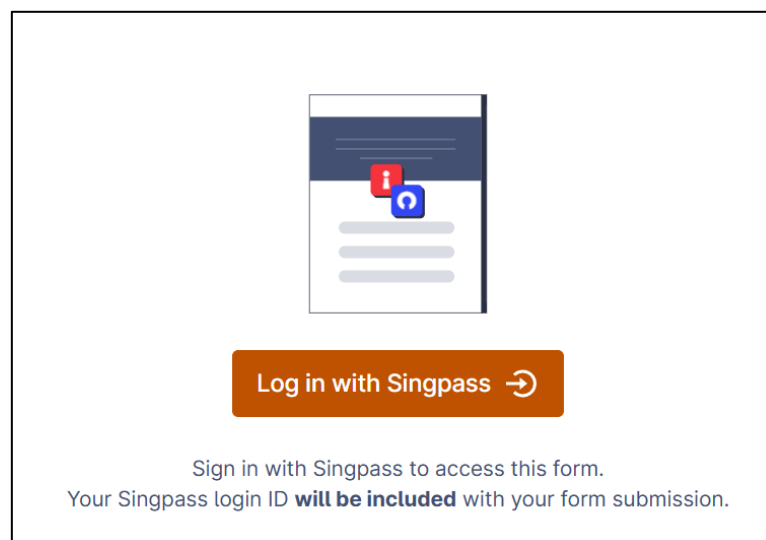 Log in with Singpass
Sign in with Singpass to access this form.
Your Singpass login ID will be included with your form submission.